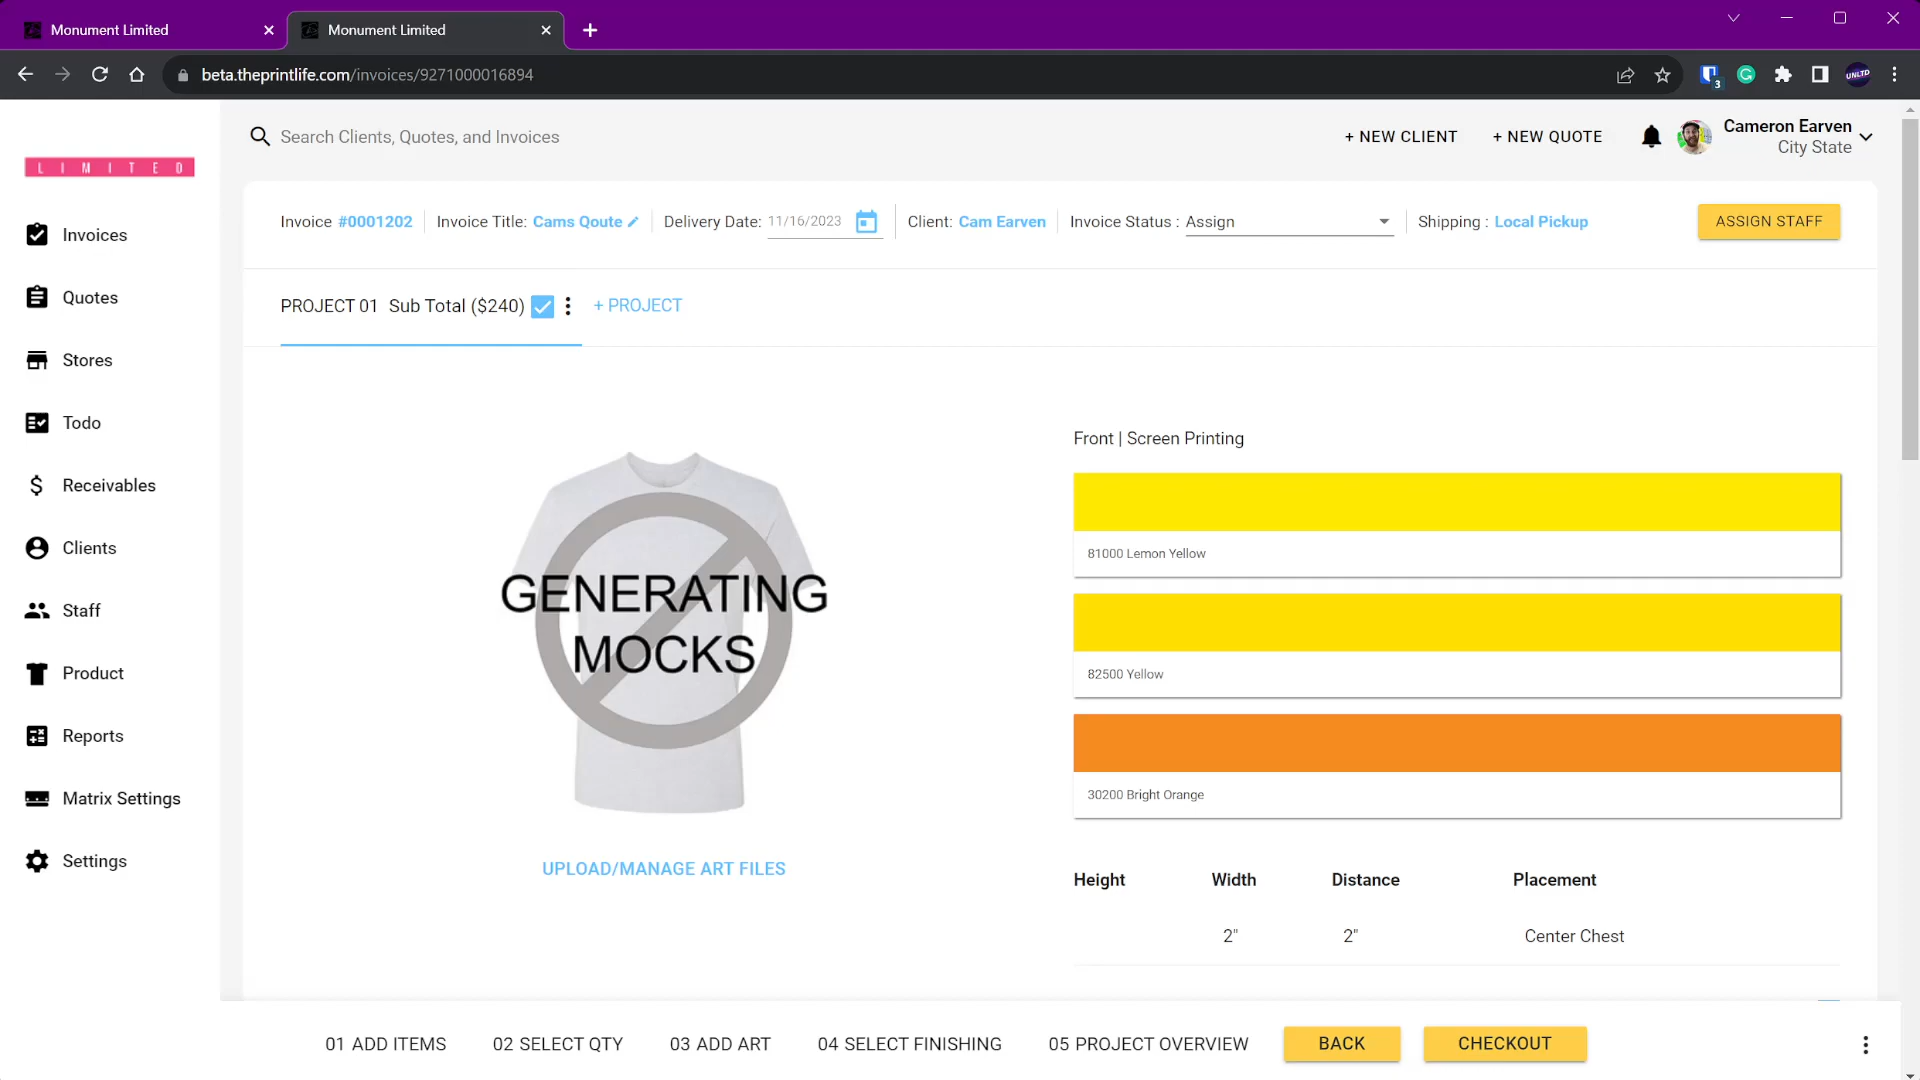 Monument Limited
Monument Limited
beta.theprintlife.com/invoices/9271000016894
3
UNLTD
LIMITED
Search Clients, Quotes, and Invoices
+ NEW CLIENT
+ NEW QUOTE
Cameron Earven
City State
Invoices
Quotes
Stores
Todo
Receivables
Clients
Staff
Product
Reports
Matrix Settings
Settings
Invoice #0001202
Invoice Title: Cams Qoute
Delivery Date: 11/16/2023
Client: Cam Earven
Invoice Status : Assign
Shipping : Local Pickup
ASSIGN STAFF
PROJECT 01 Sub Total ($240)
+ PROJECT
GENERATING
MOCKS
UPLOAD/MANAGE ART FILES
Front | Screen Printing
81000 Lemon Yellow
82500 Yellow
30200 Bright Orange
Height Width Distance Placement
2" 2" Center Chest
01 ADD ITEMS
02 SELECT QTY
03 ADD ART
04 SELECT FINISHING
05 PROJECT OVERVIEW
BACK
CHECKOUT